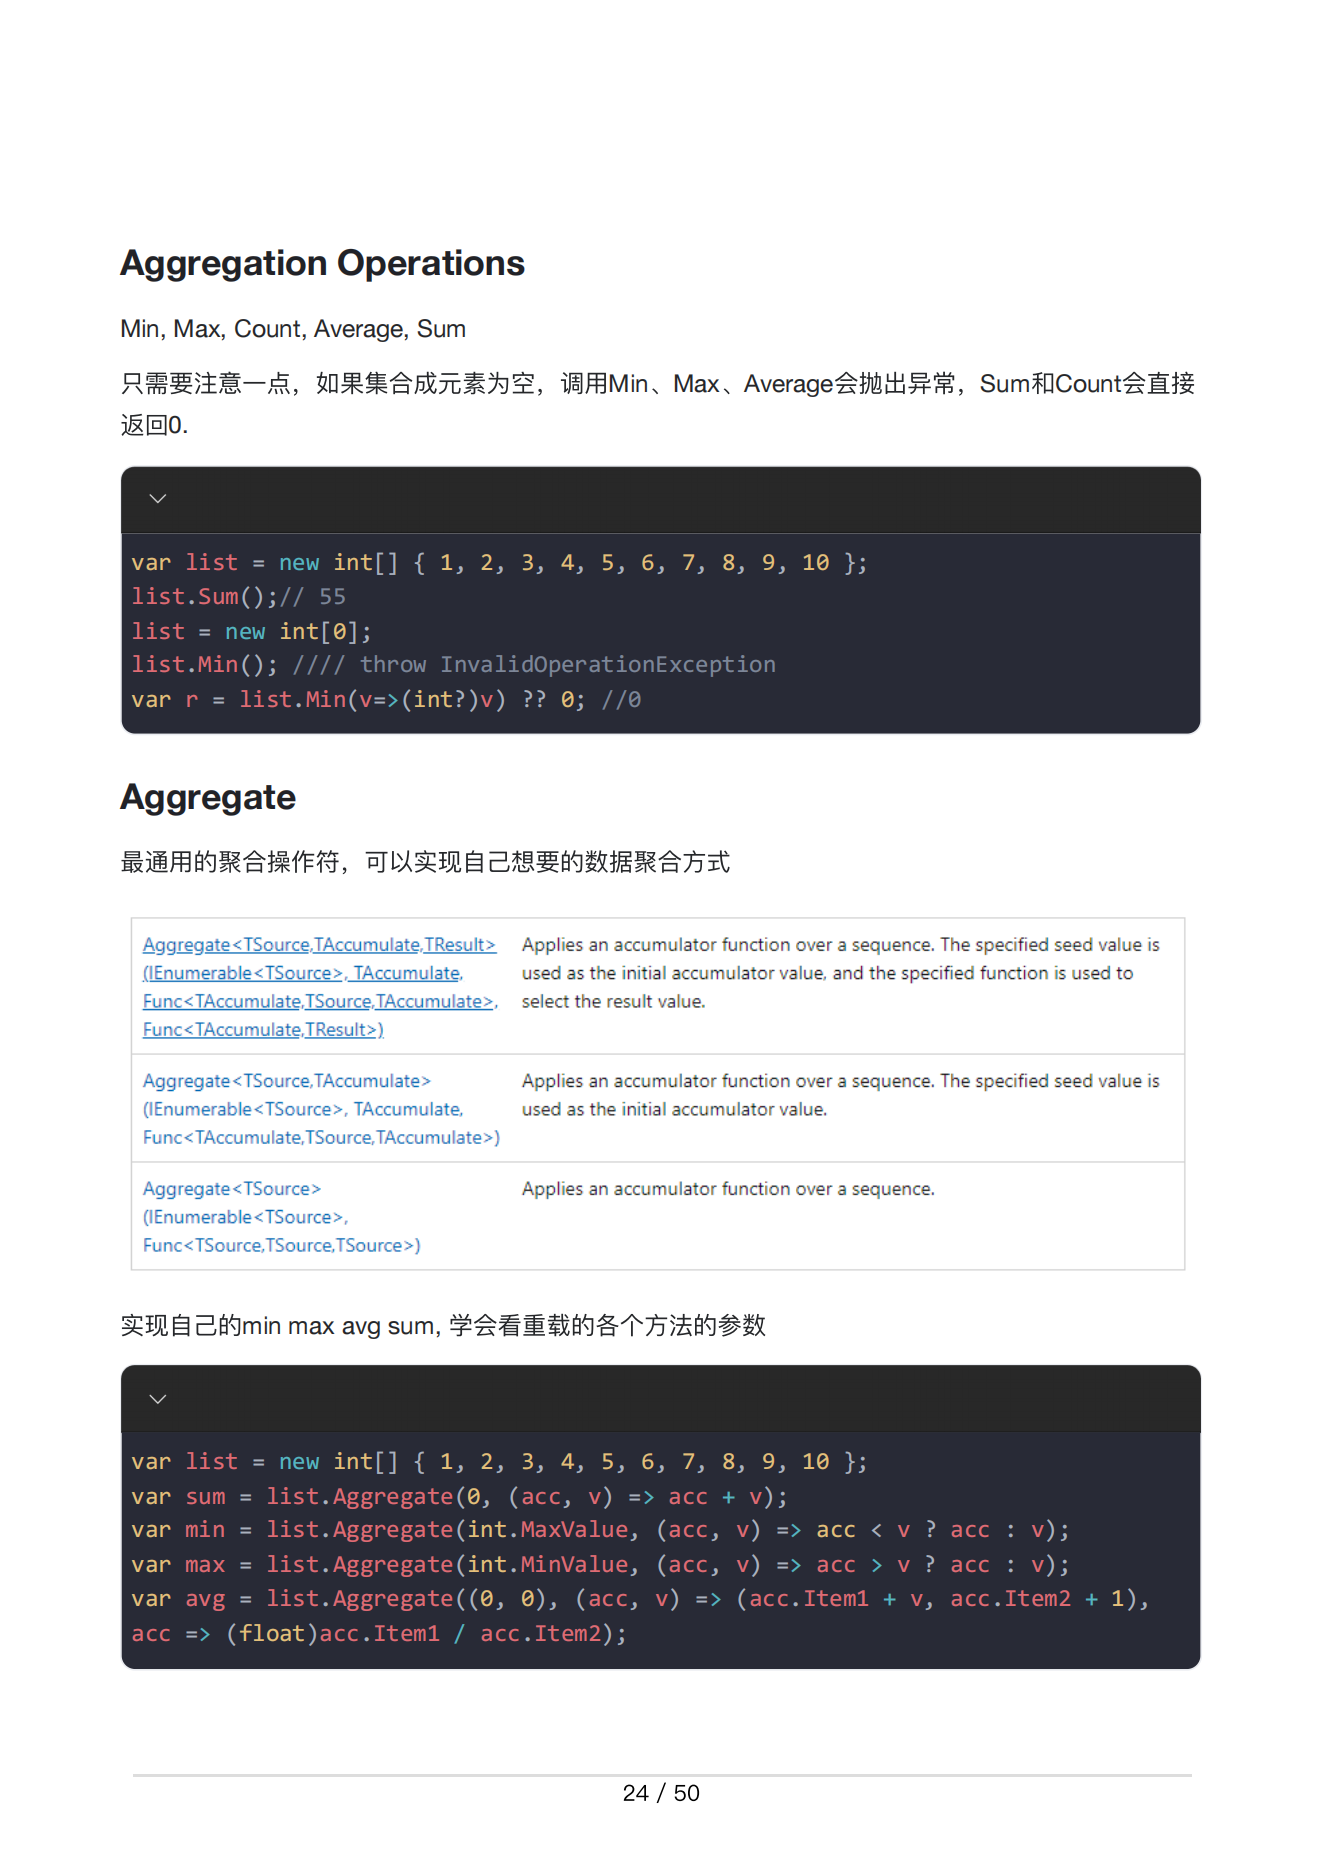 Aggregation Operations
Min, Max, Count, Average, Sum
只需要注意一点，如果集合成元素为空，调用Min、Max、Average会抛出异常，Sum和Count会直接
返回0.
var list = new int[] { 1, 2, 3, 4, 5, 6, 7, 8, 9, 10 };
list.Sum();// 55
list = new int[0];
list.Min(); //// throw InvalidOperationException
var r = list.Min(v=>(int?)v) ?? 0; //0
Aggregate
最通用的聚合操作符，可以实现自己想要的数据聚合方式
Aggregate<TSource,TAccumulate,TResult>
(IEnumerable<TSource>, TAccumulate,
Func<TAccumulate,TSource,TAccumulate>,
Func<TAccumulate,TResult>)
Applies an accumulator function over a sequence. The specified seed value is
used as the initial accumulator value, and the specified function is used to
select the result value.
Aggregate<TSource,TAccumulate>
(IEnumerable<TSource>, TAccumulate,
Func<TAccumulate,TSource,TAccumulate>)
Applies an accumulator function over a sequence. The specified seed value is
used as the initial accumulator value.
Aggregate<TSource>
(IEnumerable<TSource>,
Func<TSource,TSource,TSource>)
Applies an accumulator function over a sequence.
实现自己的min max avg sum, 学会看重载的各个方法的参数
var list = new int[] { 1, 2, 3, 4, 5, 6, 7, 8, 9, 10 };
var sum = list.Aggregate(0, (acc, v) => acc + v);
var min = list.Aggregate(int.MaxValue, (acc, v) => acc < v ? acc : v);
var max = list.Aggregate(int.MinValue, (acc, v) => acc > v ? acc : v);
var avg = list.Aggregate((0, 0), (acc, v) => (acc.Item1 + v, acc.Item2 + 1),
acc => (float)acc.Item1 / acc.Item2);
24 / 50